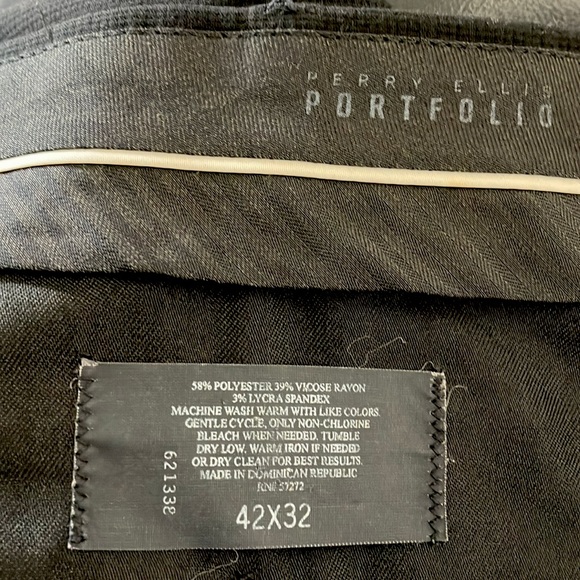 PERRY ELLIS
PORTFOLIO
58% POLYESTER 39% VICOSE RAYON
3% LYCRA SPANDEX
MACHINE WASH WARM WITH LIKE COLORS.
GENTLE CYCLE, ONLY NON-CHLORINE
BLEACH WHEN NEEDED. TUMBLE
DRY LOW. WARM IRON IF NEEDED
OR DRY CLEAN FOR BEST RESULTS.
MADE IN DOMINICAN REPUBLIC
RN# 37272
42X32
621338